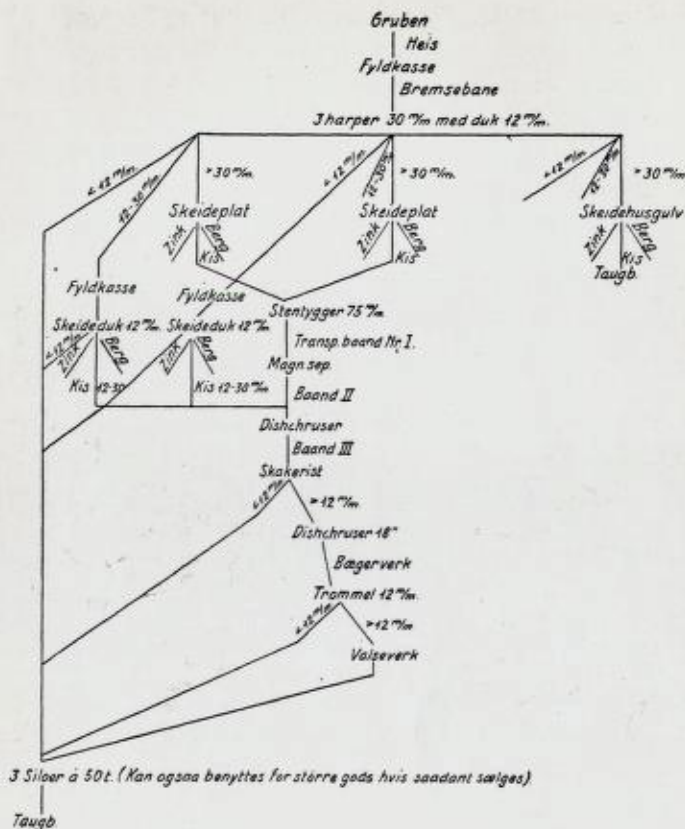 Gruben
Heis
Fyldkasse
Bremsebane
3 harper 30 m/m med duk 12 m/m.
< 12 m/m.
12-30 m/m.
> 30 m/m.
< 12 m/m.
12-30 m/m
> 30 m/m.
< 12 m/m.
12-30 m/m
> 30 m/m.
Skeideplat
Skeideplat
Skeidehusgulv
Zink
Kis
Berg
Zink
Kis
Berg
Zink
Kis
Berg
Taugb.
Fyldkasse
Fyldkasse
Stentygger 75 m/m
Skeideduk 12 m/m.
Skeideduk 12 m/m
Transp. baand Nr. I.
< 12 m/m
Zink
Berg
Zink
Berg
Magn. sep.
Kis 12-30
Kis 12-30 m/m
Baand II
Dishchruser
Baand III
Skakerist
< 12 m/m
> 12 m/m
Dishchruser 18"
Bægerverk
Trommel 12 m/m.
< 12 m/m
> 12 m/m
Valseverk
3 Siloer á 50 t. (Kan ogsaa benyttes for större gods hvis saadant sælges)
Taugb.